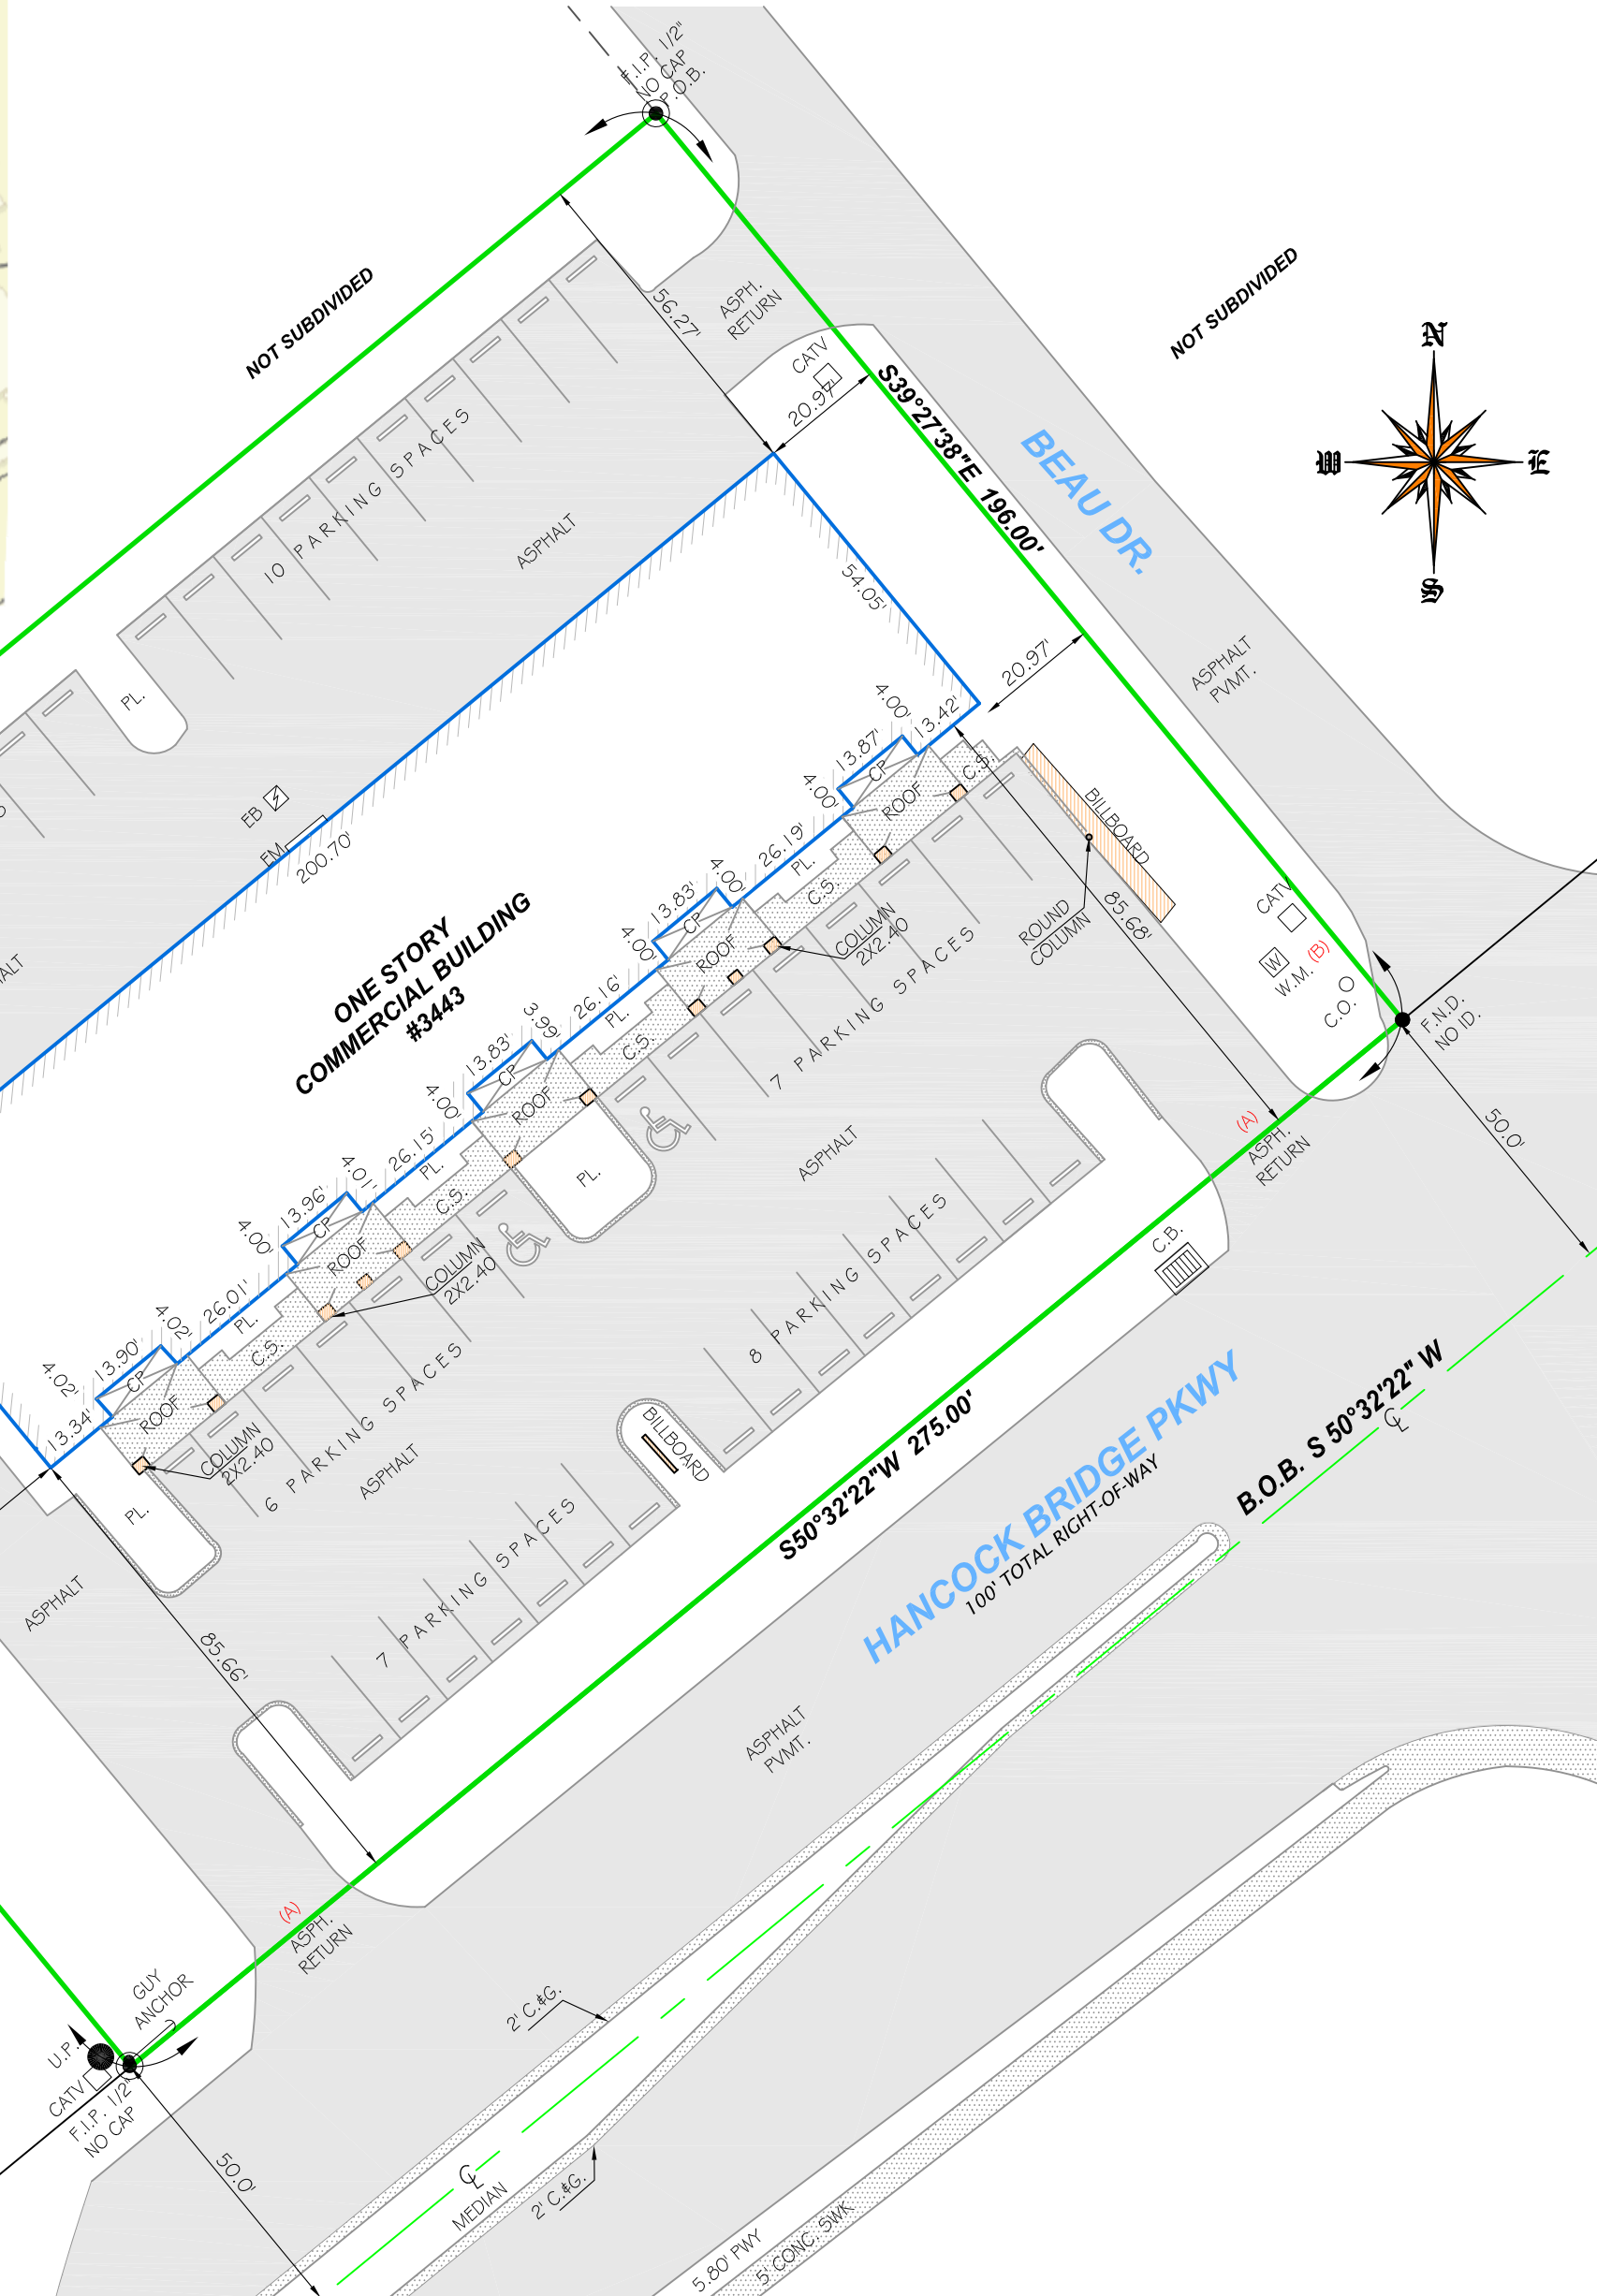 F.I.P. 1/2"
NO CAP
P.O.B.
NOT SUBDIVIDED
NOT SUBDIVIDED
56.27'
ASPH.
RETURN
CATV
20.97'
S39°27'38"E 196.00'
BEAU DR.
N
W
E
S
10 PARKING SPACES
ASPHALT
54.05'
20.97'
ASPHALT
PVMT.
PL.
EB
FM
200.70'
ONE STORY
COMMERCIAL BUILDING
#3443
4.00'
13.42'
13.87'
CP
C.S.
ROOF
4.00'
26.19'
PL.
C.S.
4.00'
13.83'
CP
ROOF
4.00'
26.16'
PL.
C.S.
3.99'
13.83'
CP
ROOF
4.00'
26.15'
PL.
C.S.
4.01'
13.96'
CP
ROOF
4.00'
26.01'
PL.
C.S.
4.02'
13.90'
CP
ROOF
4.02'
13.34'
BILLBOARD
ROUND
COLUMN
85.68'
COLUMN
2X2.40
7 PARKING SPACES
CATV
W
W.M.
(B)
C.O.
F.N.D.
NO ID.
50.0'
(A)
ASPH.
RETURN
C.B.
ASPHALT
PL.
COLUMN
2X2.40
8 PARKING SPACES
COLUMN
2X2.40
6 PARKING SPACES
ASPHALT
PL.
BILLBOARD
7 PARKING SPACES
ASPHALT
85.66'
S50°32'22"W 275.00'
HANCOCK BRIDGE PKWY
100' TOTAL RIGHT-OF-WAY
B.O.B. S 50°32'22" W
CL
ASPHALT
PVMT.
(A)
ASPH.
RETURN
GUY
ANCHOR
U.P.
CATV
F.I.P. 1/2"
NO CAP
50.0'
2' C.&G.
CL
MEDIAN
2' C.&G.
5.80' PWY
5' CONC. SWK